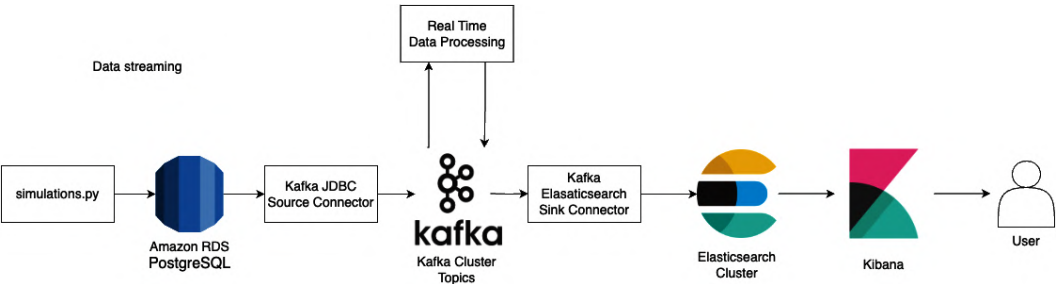 Real Time
Data Processing
Data streaming
simulations.py
Amazon RDS
PostgreSQL
Kafka JDBC
Source Connector
kafka
Kafka Cluster
Topics
Kafka
Elasaticsearch
Sink Connector
Elasticsearch
Cluster
Kibana
User